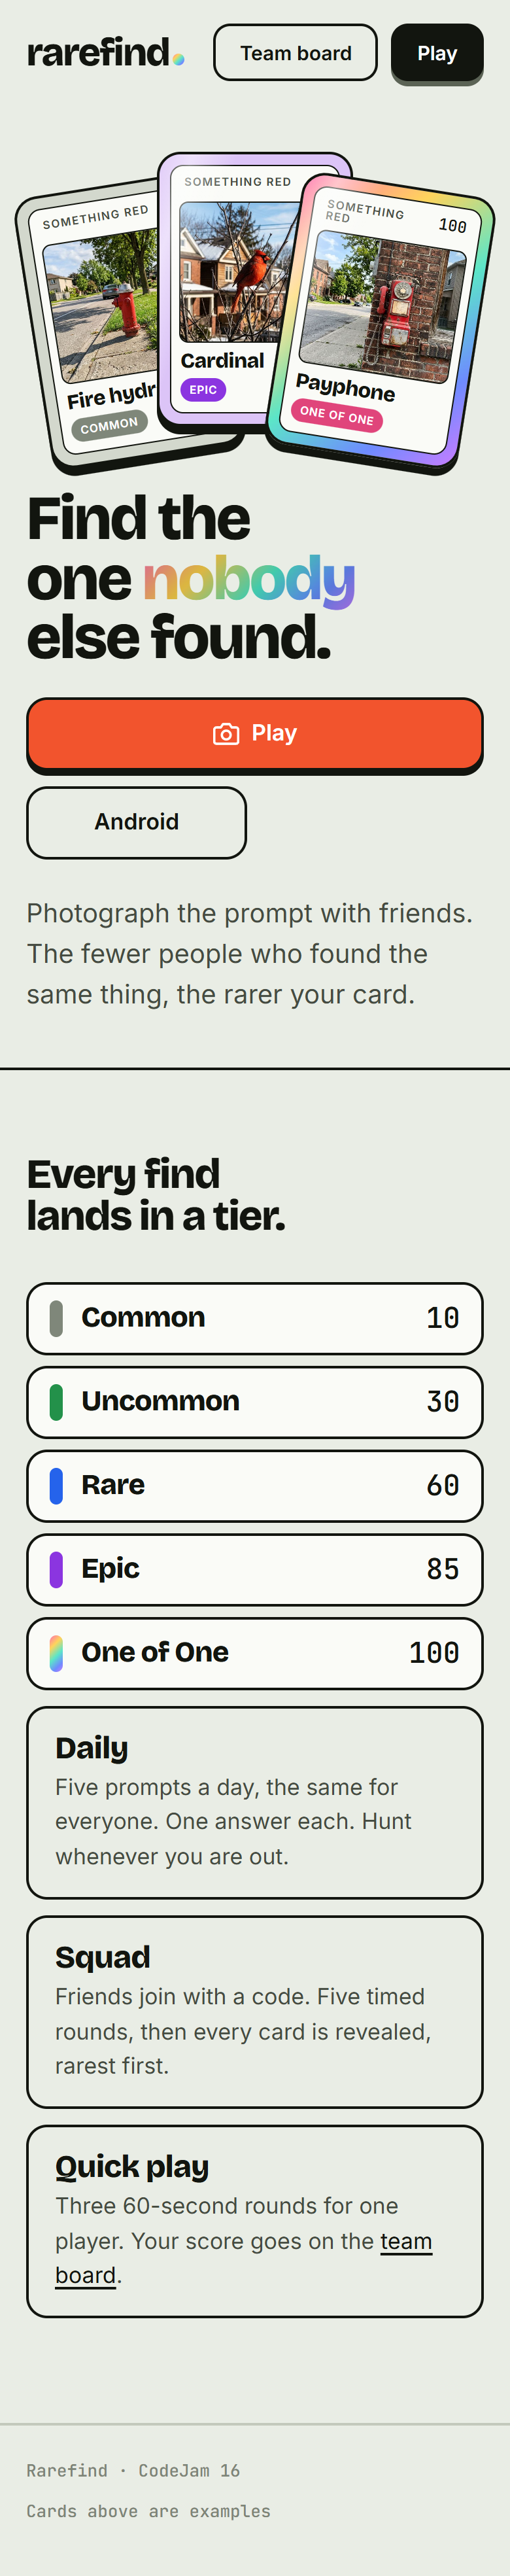 rarefind.
Team board
Play
SOMETHING RED
Fire hydr
COMMON
SOMETHING RED
Cardinal
EPIC
SOMETHING
RED
100
Payphone
ONE OF ONE
Find the
one nobody
else found.
Play
Android
Photograph the prompt with friends.
The fewer people who found the
same thing, the rarer your card.
Every find
lands in a tier.
Common 10
Uncommon 30
Rare 60
Epic 85
One of One 100
Daily
Five prompts a day, the same for
everyone. One answer each. Hunt
whenever you are out.
Squad
Friends join with a code. Five timed
rounds, then every card is revealed,
rarest first.
Quick play
Three 60-second rounds for one
player. Your score goes on the team
board.
Rarefind · CodeJam 16
Cards above are examples